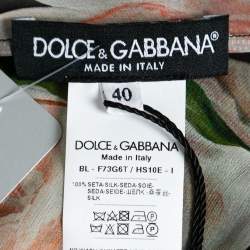 DOLCE & GABBANA
MADE IN ITALY
40
DOLCE & GABBANA
MADE IN ITALY
BL - F73G6T / HS10E - I
100% SETA-SILK-SEDA-SOIE-
SEDA-SEIDE-
SILK